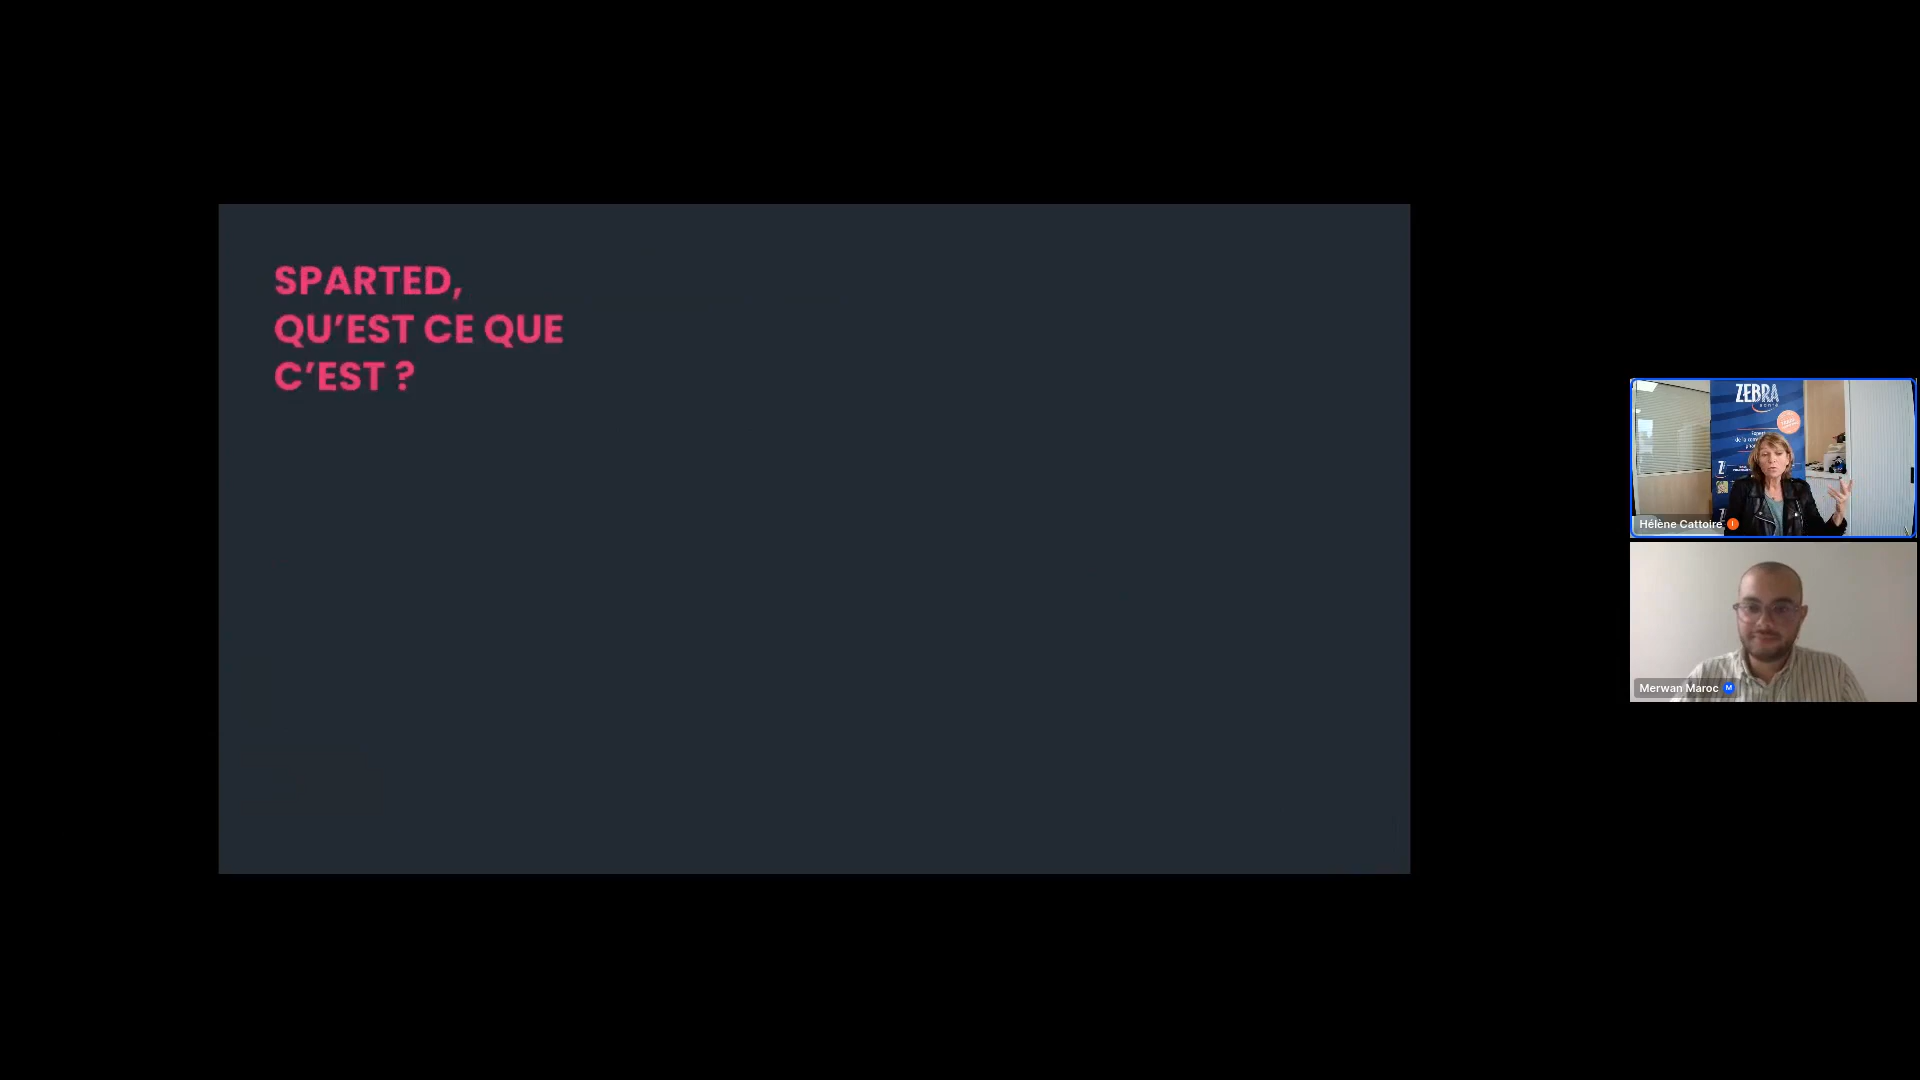 SPARTED,
QU’EST CE QUE
C’EST ?
ZEBRA
Hélène Cattoire
Merwan Maroc
M